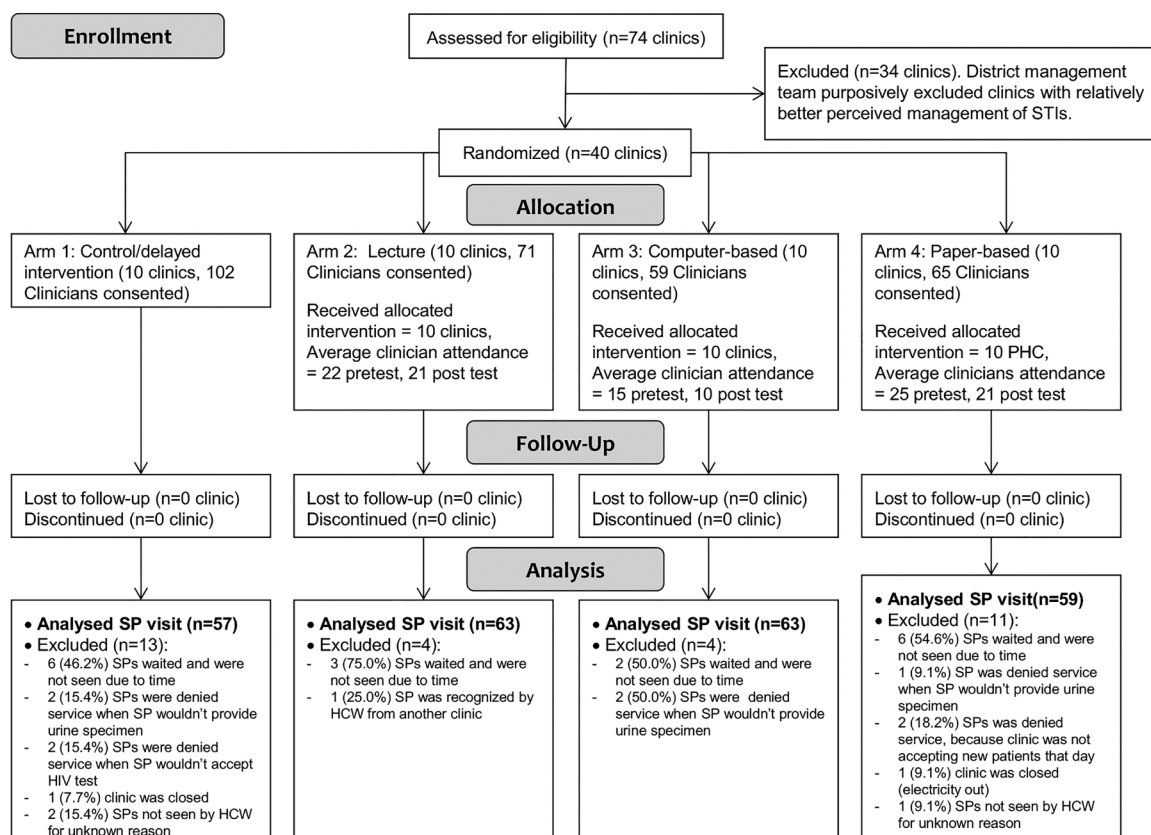 Enrollment
Assessed for eligibility (n=74 clinics)
Excluded (n=34 clinics). District management
team purposively excluded clinics with relatively
better perceived management of STIs.
Randomized (n=40 clinics)
Allocation
Arm 1: Control/delayed
intervention (10 clinics, 102
Clinicians consented)
Arm 2:  Lecture (10 clinics, 71
Clinicians consented)
Received allocated
intervention = 10 clinics,
Average clinician attendance
= 22 pretest, 21 post test
Arm 3: Computer-based (10
clinics, 59 Clinicians
consented)
Received allocated
intervention = 10 clinics,
Average clinician attendance
= 15 pretest, 10 post test
Arm 4: Paper-based (10
clinics, 65 Clinicians
consented)
Received allocated
intervention = 10 PHC,
Average clinicians attendance
= 25 pretest, 21 post test
Follow-Up
Lost to follow-up (n=0 clinic)
Discontinued (n=0 clinic)
Lost to follow-up (n=0 clinic)
Discontinued (n=0 clinic)
Lost to follow-up (n=0 clinic)
Discontinued (n=0 clinic)
Lost to follow-up (n=0 clinic)
Discontinued (n=0 clinic)
Analysis
• Analysed SP visit (n=57)
• Excluded (n=13):
- 6 (46.2%) SPs waited and were
not seen due to time
- 2 (15.4%) SPs were denied
service when SP wouldn't provide
urine specimen
- 2 (15.4%) SPs were denied
service when SP wouldn't accept
HIV test
- 1 (7.7%) clinic was closed
- 2 (15.4%) SPs not seen by HCW
for unknown reason
• Analysed SP visit (n=63)
• Excluded (n=4):
- 3 (75.0%) SPs waited and were
not seen due to time
- 1 (25.0%) SP was recognized by
HCW from another clinic
• Analysed SP visit (n=63)
• Excluded (n=4):
- 2 (50.0%) SPs waited and were
not seen due to time
- 2 (50.0%) SPs were  denied
service when SP wouldn't provide
urine specimen
• Analysed SP visit(n=59)
• Excluded (n=11):
- 6 (54.6%) SPs waited and were
not seen due to time
- 1 (9.1%) SP was denied service
when SP wouldn't provide urine
specimen
- 2 (18.2%) SPs was denied
service, because clinic was not
accepting new patients that day
- 1 (9.1%) clinic was closed
(electricity out)
- 1 (9.1%) SPs not seen by HCW
for unknown reason